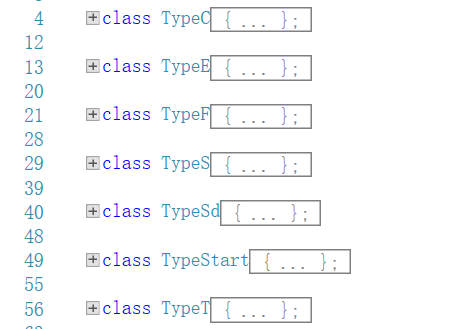 4 class TypeC{ ... };
12
13 class TypeE{ ... };
20
21 class TypeF{ ... };
28
29 class TypeS{ ... };
39
40 class TypeSd{ ... };
48
49 class TypeStart{ ... };
55
56 class TypeT{ ... };